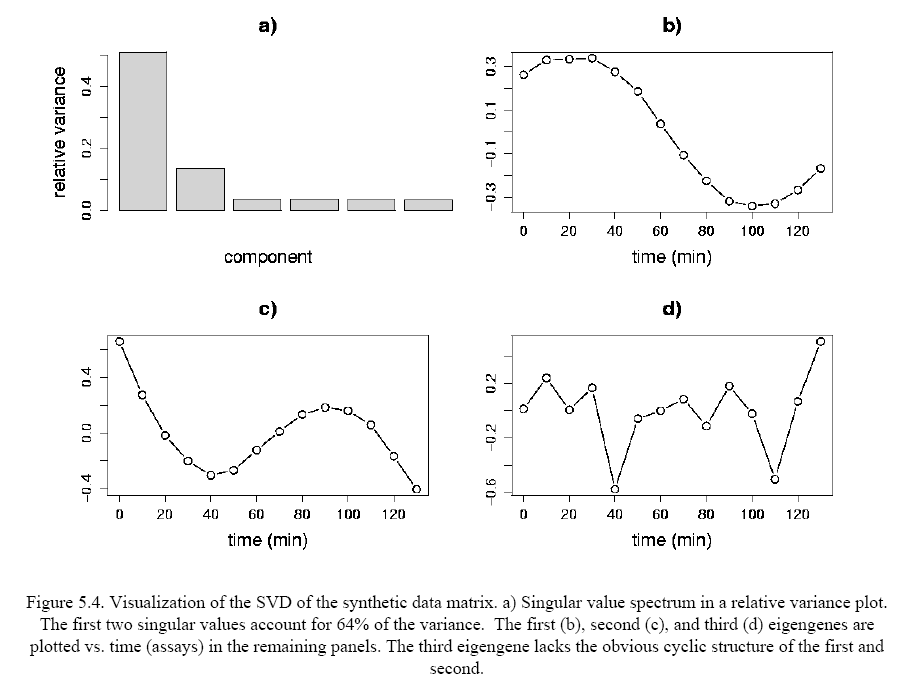 a)
relative variance
0.0 0.2 0.4
component
b)
-0.3 -0.1 0.1 0.3
0 20 40 60 80 100 120
time (min)
c)
-0.4 0.0 0.4
0 20 40 60 80 100 120
time (min)
d)
-0.6 -0.2 0.2
0 20 40 60 80 100 120
time (min)
Figure 5.4. Visualization of the SVD of the synthetic data matrix. a) Singular value spectrum in a relative variance plot.
The first two singular values account for 64% of the variance.  The first (b), second (c), and third (d) eigengenes are
plotted vs. time (assays) in the remaining panels. The third eigengene lacks the obvious cyclic structure of the first and
second.